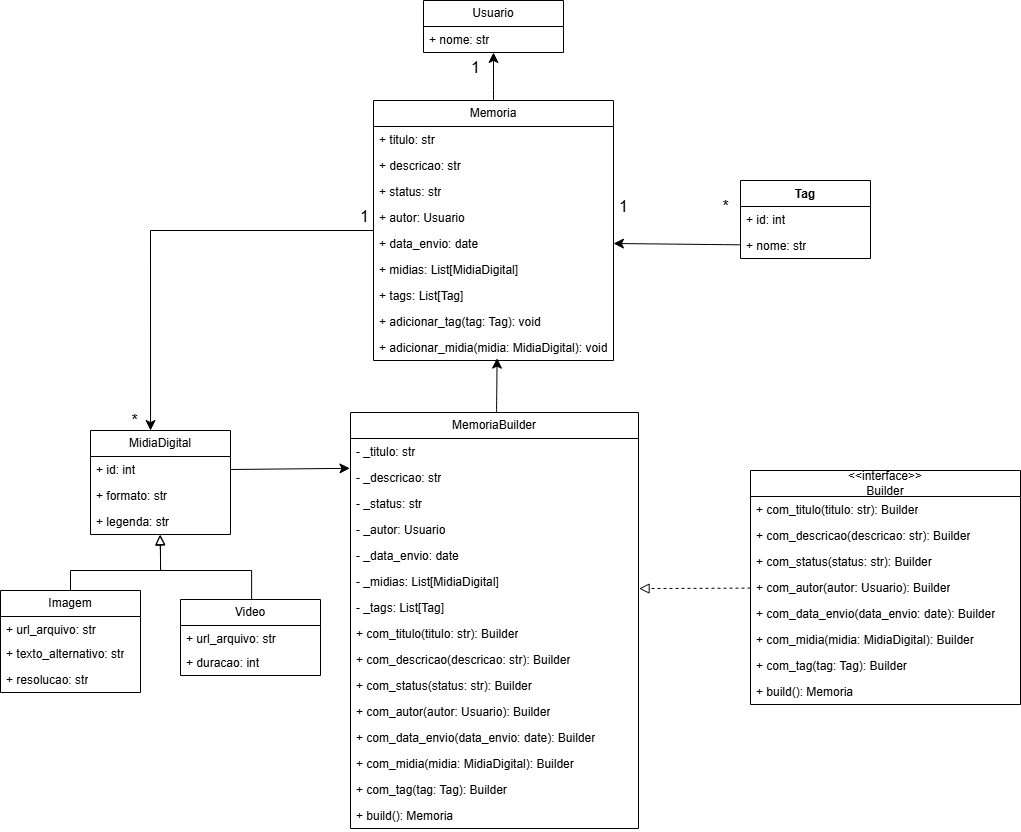 Usuario
+ nome: str
1
Memoria
+ titulo: str
+ descricao: str
+ status: str
+ autor: Usuario
+ data_envio: date
+ midias: List[MidiaDigital]
+ tags: List[Tag]
+ adicionar_tag(tag: Tag): void
+ adicionar_midia(midia: MidiaDigital): void
1
*
Tag
+ id: int
+ nome: str
1
*
MidiaDigital
+ id: int
+ formato: str
+ legenda: str
Imagem
+ url_arquivo: str
+ texto_alternativo: str
+ resolucao: str
Video
+ url_arquivo: str
+ duracao: int
MemoriaBuilder
- _titulo: str
- _descricao: str
- _status: str
- _autor: Usuario
- _data_envio: date
- _midias: List[MidiaDigital]
- _tags: List[Tag]
+ com_titulo(titulo: str): Builder
+ com_descricao(descricao: str): Builder
+ com_status(status: str): Builder
+ com_autor(autor: Usuario): Builder
+ com_data_envio(data_envio: date): Builder
+ com_midia(midia: MidiaDigital): Builder
+ com_tag(tag: Tag): Builder
+ build(): Memoria
<<interface>>
Builder
+ com_titulo(titulo: str): Builder
+ com_descricao(descricao: str): Builder
+ com_status(status: str): Builder
+ com_autor(autor: Usuario): Builder
+ com_data_envio(data_envio: date): Builder
+ com_midia(midia: MidiaDigital): Builder
+ com_tag(tag: Tag): Builder
+ build(): Memoria